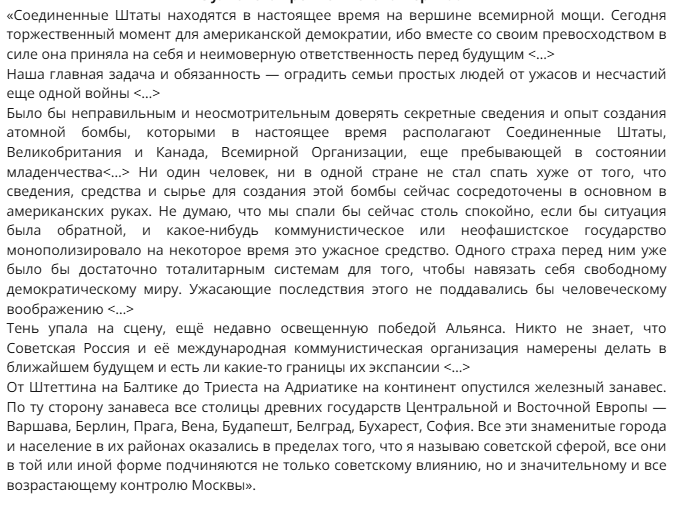 «Соединенные Штаты находятся в настоящее время на вершине всемирной мощи. Сегодня
торжественный момент для американской демократии, ибо вместе со своим превосходством в
силе она приняла на себя и неимоверную ответственность перед будущим <...>
Наша главная задача и обязанность — оградить семьи простых людей от ужасов и несчастий
еще одной войны <...>
Было бы неправильным и неосмотрительным доверять секретные сведения и опыт создания
атомной бомбы, которыми в настоящее время располагают Соединенные Штаты,
Великобритания и Канада, Всемирной Организации, еще пребывающей в состоянии
младенчества<...> Ни один человек, ни в одной стране не стал спать хуже от того, что
сведения, средства и сырье для создания этой бомбы сейчас сосредоточены в основном в
американских руках. Не думаю, что мы спали бы сейчас столь спокойно, если бы ситуация
была обратной, и какое-нибудь коммунистическое или неофашистское государство
монополизировало на некоторое время это ужасное средство. Одного страха перед ним уже
было бы достаточно тоталитарным системам для того, чтобы навязать себя свободному
демократическому миру. Ужасающие последствия этого не поддавались бы человеческому
воображению <...>
Тень упала на сцену, ещё недавно освещенную победой Альянса. Никто не знает, что
Советская Россия и её международная коммунистическая организация намерены делать в
ближайшем будущем и есть ли какие-то границы их экспансии <...>
От Штеттина на Балтике до Триеста на Адриатике на континент опустился железный занавес.
По ту сторону занавеса все столицы древних государств Центральной и Восточной Европы —
Варшава, Берлин, Прага, Вена, Будапешт, Белград, Бухарест, София. Все эти знаменитые города
и население в их районах оказались в пределах того, что я называю советской сферой, все они
в той или иной форме подчиняются не только советскому влиянию, но и значительному и все
возрастающему контролю Москвы».